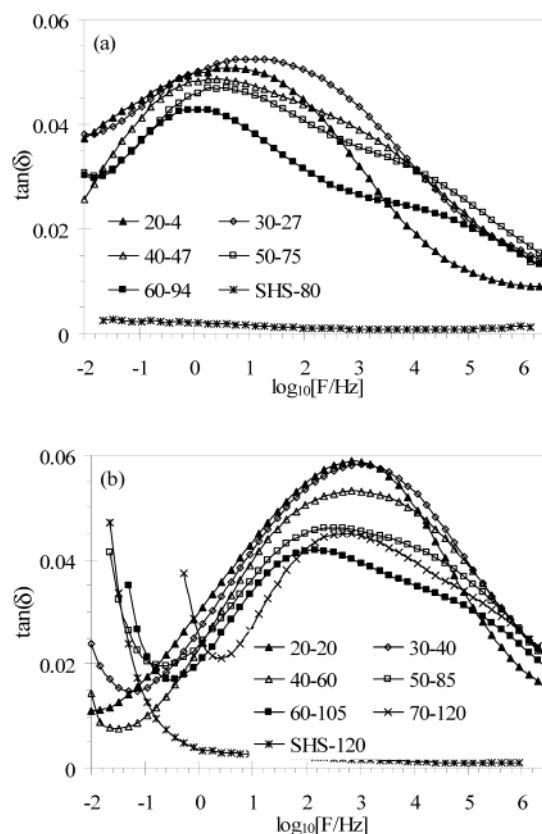 (a)
0.06
0.04
0.02
0
tan(δ)
20-4 30-27
40-47 50-75
60-94 SHS-80
-2 -1 0 1 2 3 4 5 6
log10[F/Hz]
(b)
0.06
0.04
0.02
0
tan(δ)
20-20 30-40
40-60 50-85
60-105 70-120
SHS-120
-2 -1 0 1 2 3 4 5 6
log10[F/Hz]